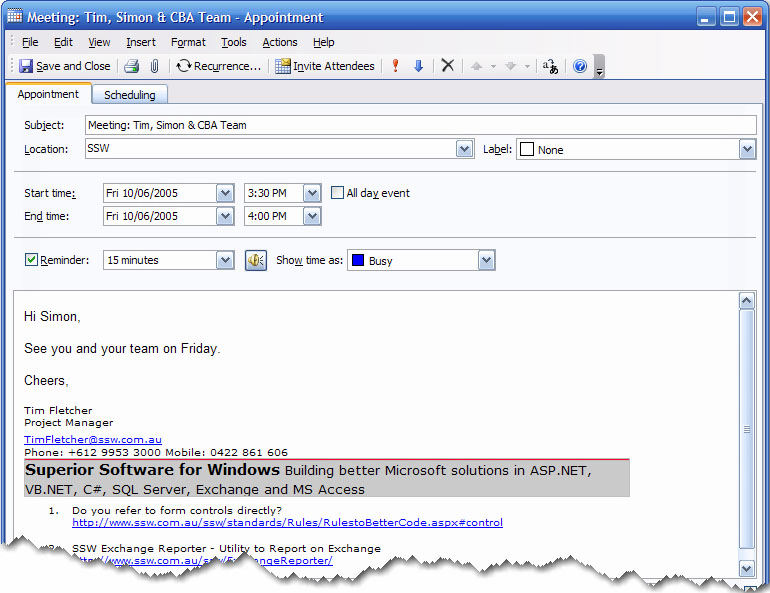 Meeting: Tim, Simon & CBA Team - Appointment
File Edit View Insert Format Tools Actions Help
Save and Close Recurrence... Invite Attendees
Appointment Scheduling
Subject: Meeting: Tim, Simon & CBA Team
Location: SSW Label: None
Start time: Fri 10/06/2005 3:30 PM All day event
End time: Fri 10/06/2005 4:00 PM
Reminder: 15 minutes Show time as: Busy
Hi Simon,
See you and your team on Friday.
Cheers,
Tim Fletcher
Project Manager
TimFletcher@ssw.com.au
Phone: +612 9953 3000 Mobile: 0422 861 606
Superior Software for Windows Building better Microsoft solutions in ASP.NET,
VB.NET, C#, SQL Server, Exchange and MS Access
1. Do you refer to form controls directly?
http://www.ssw.com.au/ssw/standards/Rules/RulestoBetterCode.aspx#control
SSW Exchange Reporter - Utility to Report on Exchange
http://www.ssw.com.au/ssw/ExchangeReporter/